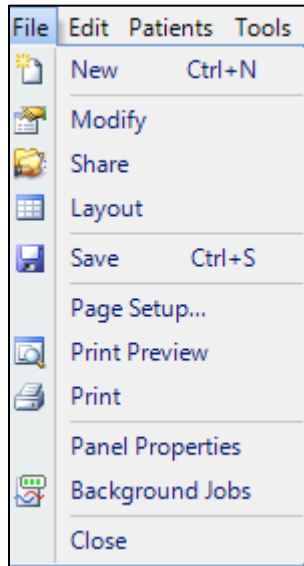 File Edit Patients Tools
New Ctrl+N
Modify
Share
Layout
Save Ctrl+S
Page Setup...
Print Preview
Print
Panel Properties
Background Jobs
Close